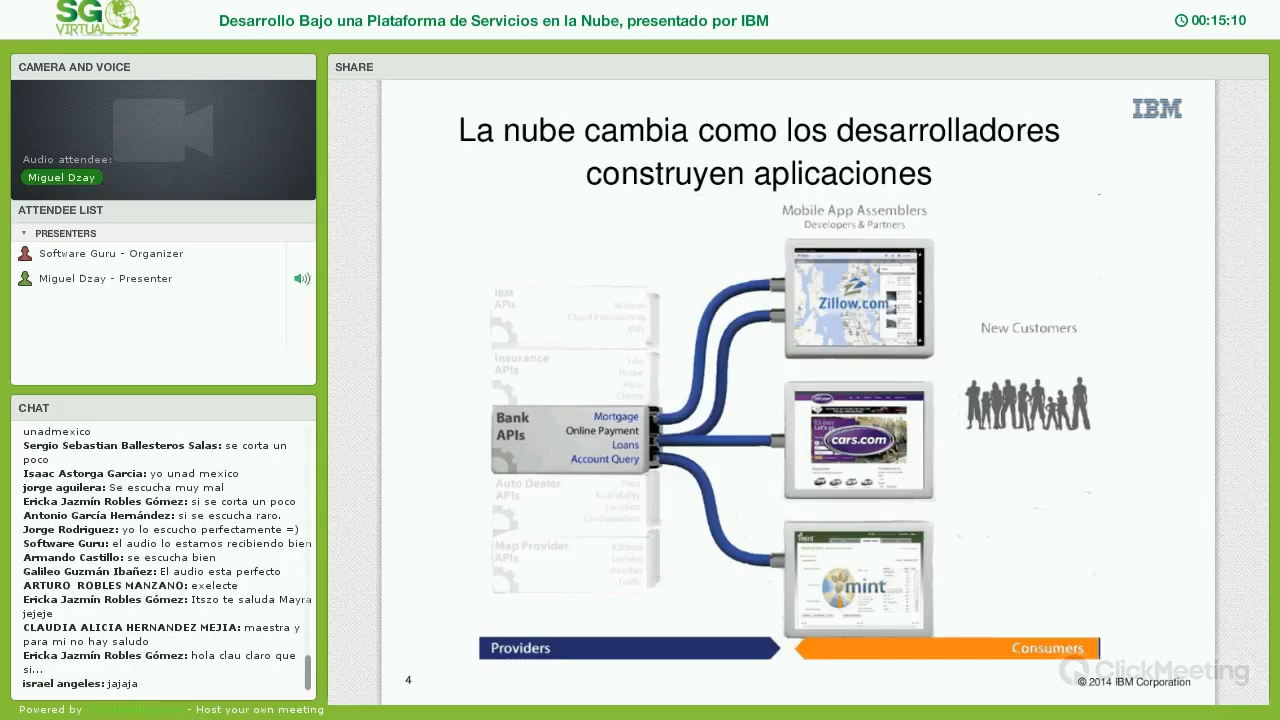 SG
VIRTUAL
Desarrollo Bajo una Plataforma de Servicios en la Nube, presentado por IBM
00:15:10
CAMERA AND VOICE
Audio attendee:
Miguel Dzay
ATTENDEE LIST
PRESENTERS
Software Guru - Organizer
Miguel Dzay - Presenter
CHAT
unadmexico
Sergio Sebastian Ballesteros Salas: se corta un
poco
Isaac Astorga Garcia: yo unad mexico
jorge aguilera: Se escucha muy mal
Ericka Jazmín Robles Gómez: si se corta un poco
Antonio García Hernández: si se escucha raro.
Jorge Rodriguez: yo lo escucho perfectamente =)
Software Guru: el audio lo estamos recibiendo bien
Armando Castillo: se escucha bien
Galileo Guzmán Ibañez: El audio esta perfecto
ARTURO ROBLES MANZANO: exelecte
Ericka Jazmín Robles Gómez: Pozo te saluda Mayra
jejeje
CLAUDIA ALICIA FERNANDEZ MEJIA: maestra y
para mi no hay saludo
Ericka Jazmín Robles Gómez: hola clau claro que
si...
israel angeles: jajaja
Powered by
- Host your own meeting
SHARE
IBM
La nube cambia como los desarrolladores
construyen aplicaciones
Mobile App Assemblers
Developers & Partners
IBM
APIs
Watson
Cloud Provisioning
Insurance
APIs
Life
Home
Auto
Claims
Bank
APIs
Mortgage
Online Payment
Loans
Account Query
Auto Dealer
APIs
Price
Availability
Location
Configuration
Map Provider
APIs
Address
Location
Weather
Traffic
Zillow.com
cars.com
mint.com
New Customers
Providers
Consumers
ClickMeeting
4
© 2014 IBM Corporation